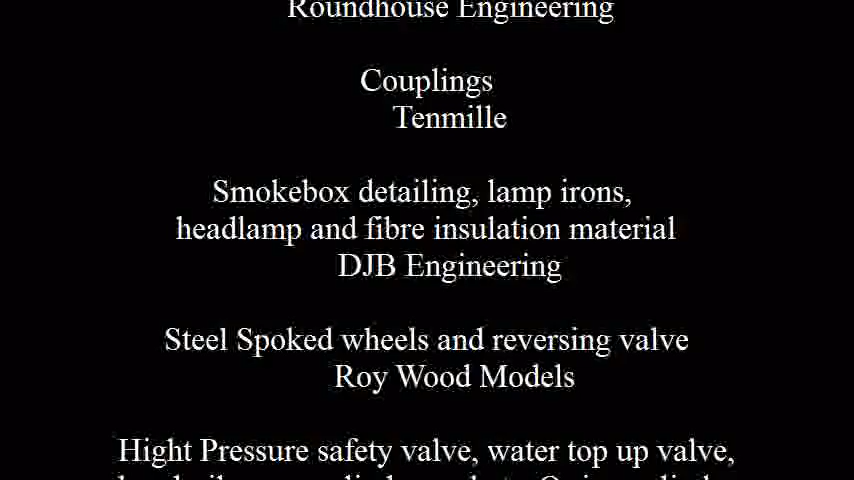 Roundhouse Engineering
Couplings
Tenmille
Smokebox detailing, lamp irons,
headlamp and fibre insulation material
DJB Engineering
Steel Spoked wheels and reversing valve
Roy Wood Models
Hight Pressure safety valve, water top up valve,